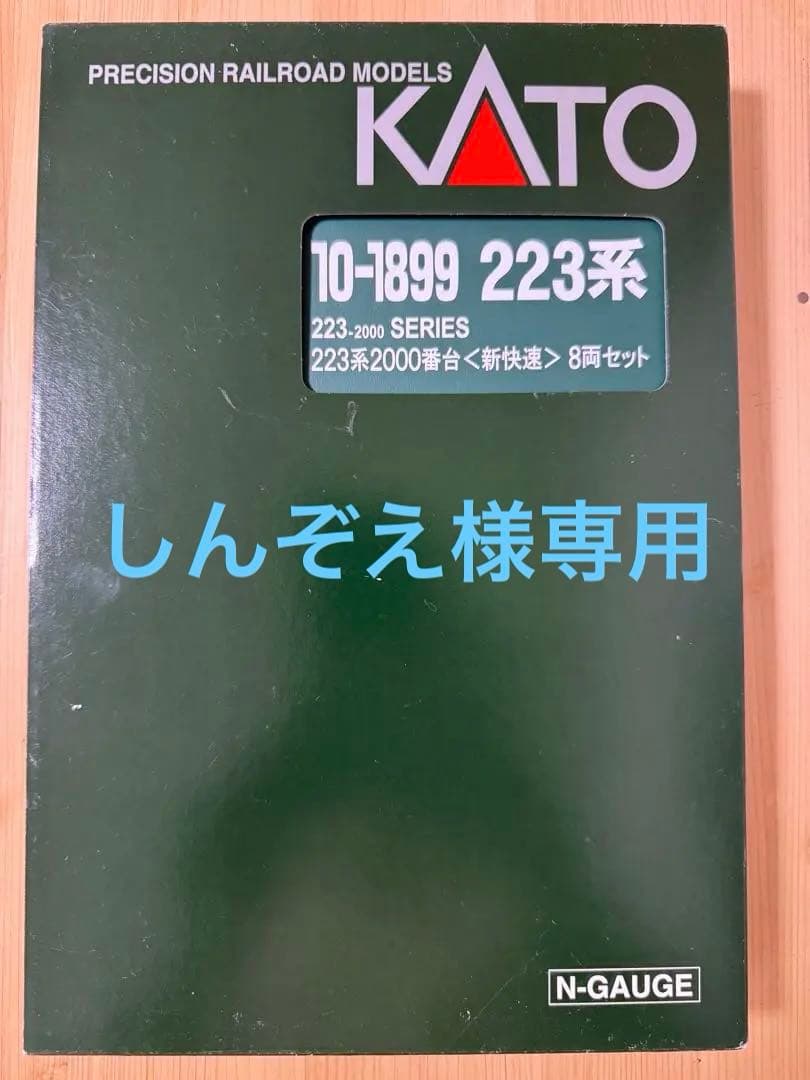 PRECISION RAILROAD MODELS
KATO
10-1899 223系
223-2000 SERIES
223系2000番台<新快速> 8両セット
しんぞえ様専用
N-GAUGE